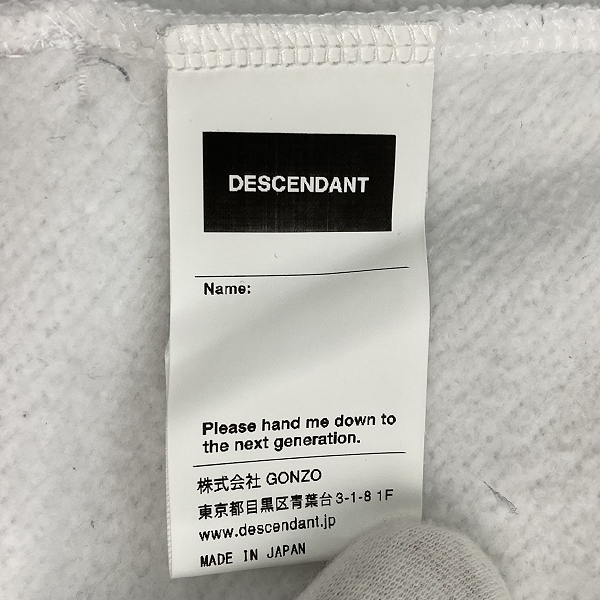 DESCENDANT
Name:
Please hand me down to
the next generation.
株式会社 GONZO
東京都目黒区青葉台3-1-8 1F
www.descendant.jp
MADE IN JAPAN